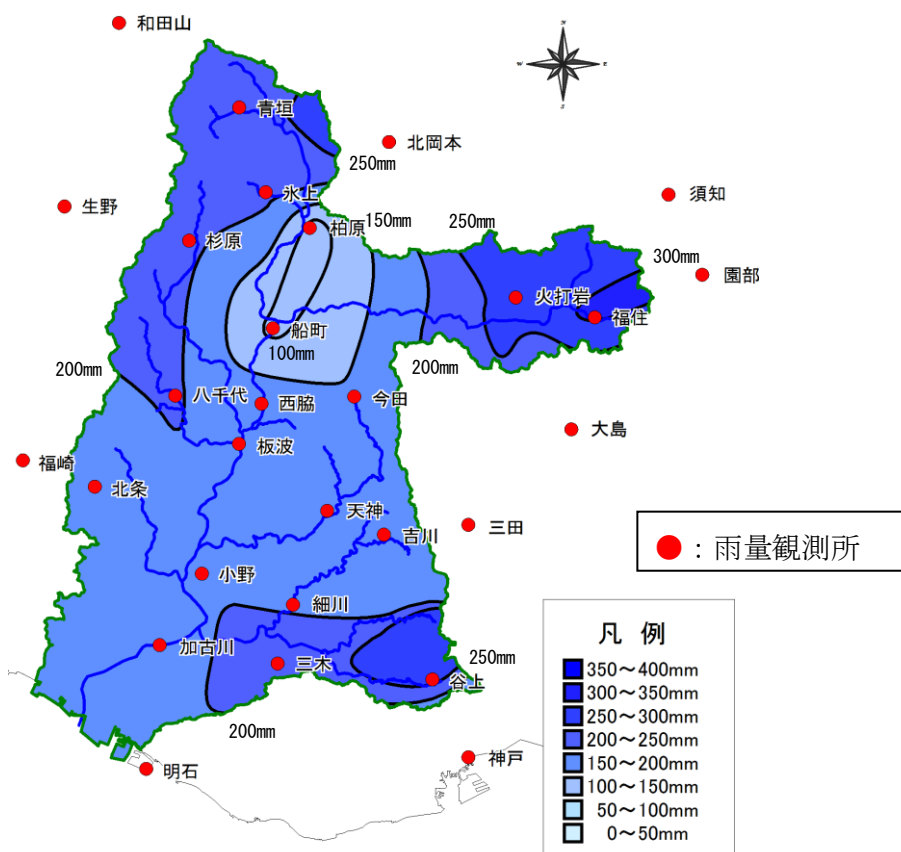 和田山
N
W
E
S
青垣
北岡本
250mm
氷上
須知
生野
柏原
150mm
250mm
杉原
300mm
園部
火打岩
福住
船町
100mm
200mm
200mm
八千代
西脇
今田
大島
板波
福崎
北条
天神
三田
吉川
●：雨量観測所
小野
細川
加古川
三木
250mm
谷上
200mm
明石
神戸
凡 例
350～400mm
300～350mm
250～300mm
200～250mm
150～200mm
100～150mm
50～100mm
0～50mm